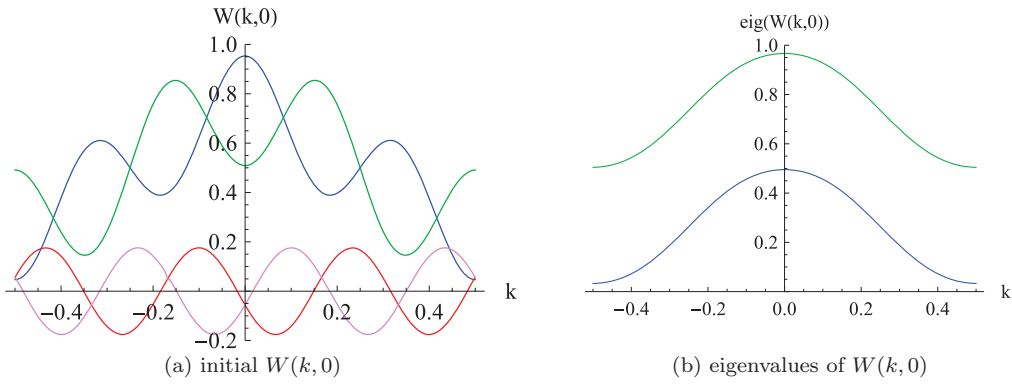 W(k,0)
1.0
0.8
0.6
0.4
0.2
-0.2
−0.4 −0.2 0.2 0.4 k
(a) initial W(k, 0)
eig(W(k,0))
1.0
0.8
0.6
0.4
0.2
−0.4 −0.2 0.0 0.2 0.4 k
(b) eigenvalues of W(k, 0)